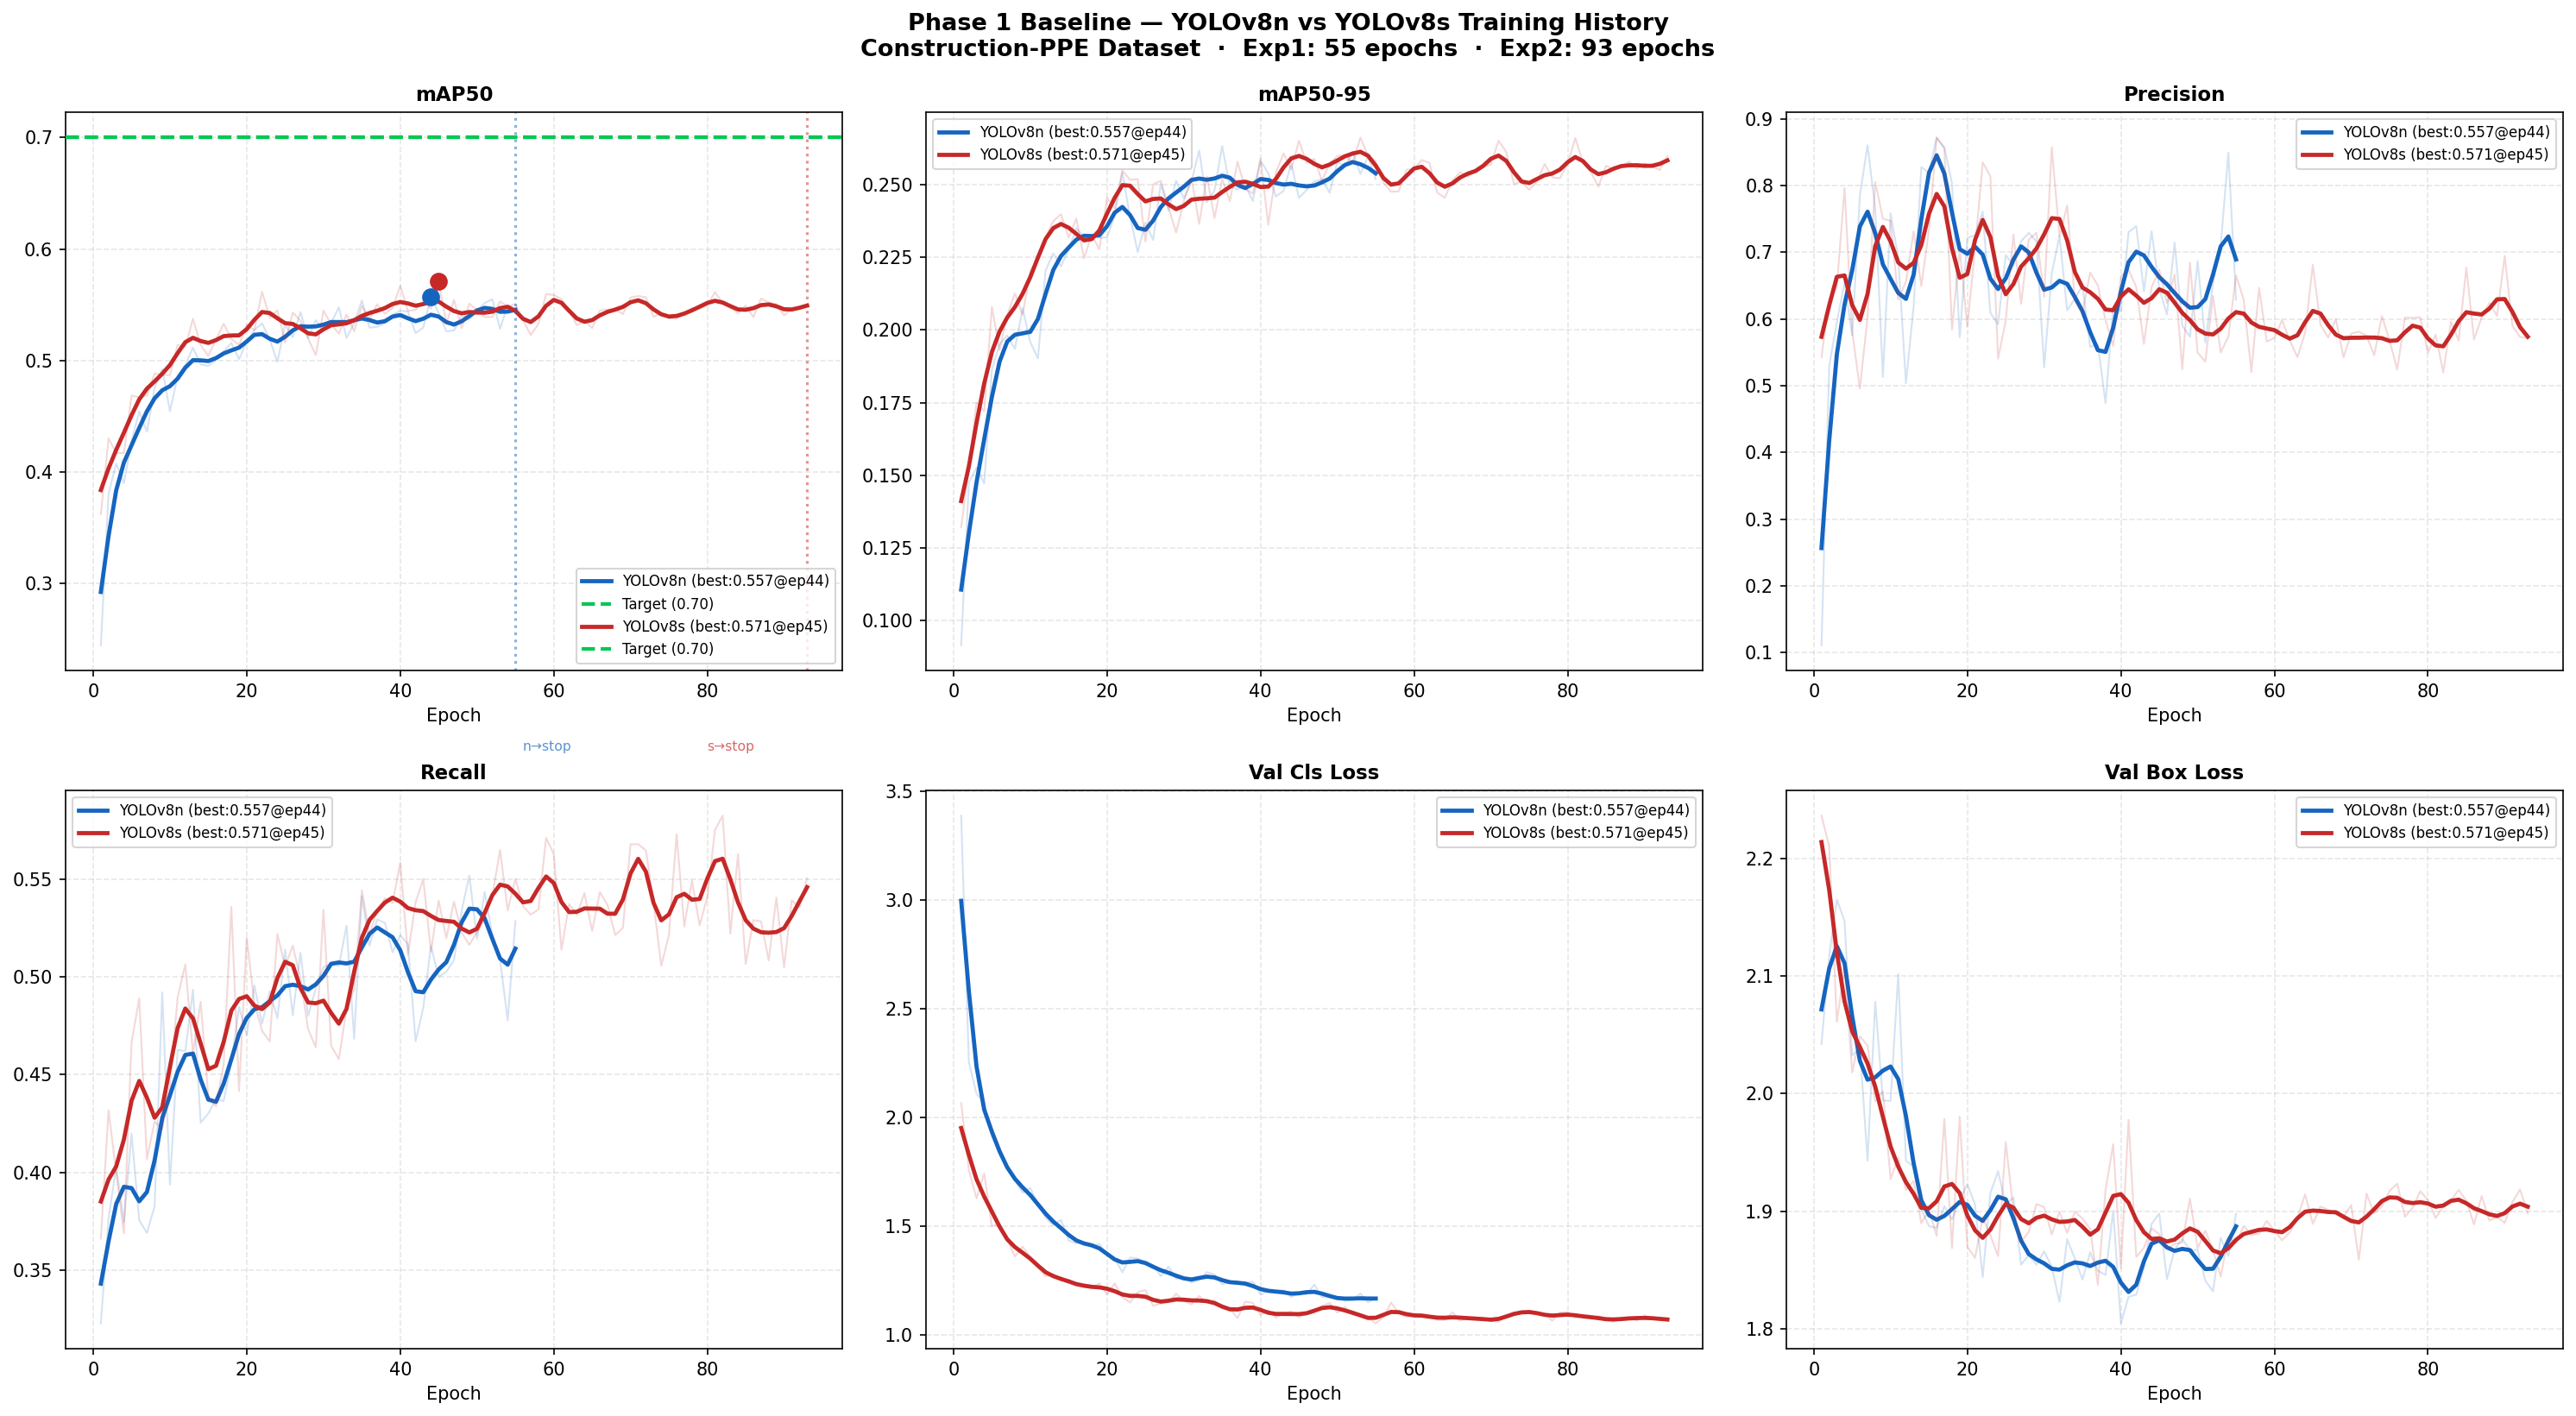 Phase 1 Baseline — YOLOv8n vs YOLOv8s Training History
Construction-PPE Dataset · Exp1: 55 epochs · Exp2: 93 epochs
mAP50
0.7
0.6
0.5
0.4
0.3
0 20 40 60 80
Epoch
YOLOv8n (best:0.557@ep44)
Target (0.70)
YOLOv8s (best:0.571@ep45)
Target (0.70)
n→stop
s→stop
mAP50-95
YOLOv8n (best:0.557@ep44)
YOLOv8s (best:0.571@ep45)
0.250
0.225
0.200
0.175
0.150
0.125
0.100
0 20 40 60 80
Epoch
Precision
YOLOv8n (best:0.557@ep44)
YOLOv8s (best:0.571@ep45)
0.9
0.8
0.7
0.6
0.5
0.4
0.3
0.2
0.1
0 20 40 60 80
Epoch
Recall
YOLOv8n (best:0.557@ep44)
YOLOv8s (best:0.571@ep45)
0.55
0.50
0.45
0.40
0.35
0 20 40 60 80
Epoch
Val Cls Loss
YOLOv8n (best:0.557@ep44)
YOLOv8s (best:0.571@ep45)
3.5
3.0
2.5
2.0
1.5
1.0
0 20 40 60 80
Epoch
Val Box Loss
YOLOv8n (best:0.557@ep44)
YOLOv8s (best:0.571@ep45)
2.2
2.1
2.0
1.9
1.8
0 20 40 60 80
Epoch